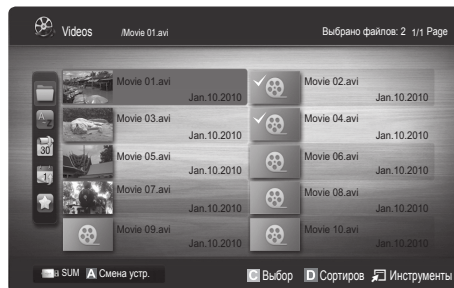 Videos /Movie 01.avi Выбрано файлов: 2 1/1 Page
Movie 01.avi Movie 02.avi
Jan.10.2010 Jan.10.2010
Movie 03.avi Movie 04.avi
Jan.10.2010 Jan.10.2010
Movie 05.avi Movie 06.avi
Jan.10.2010 Jan.10.2010
Movie 07.avi Movie 08.avi
Jan.10.2010 Jan.10.2010
Movie 09.avi Movie 10.avi
Jan.10.2010 Jan.10.2010
SUM A Смена устр. C Выбор D Сортиров Инструменты